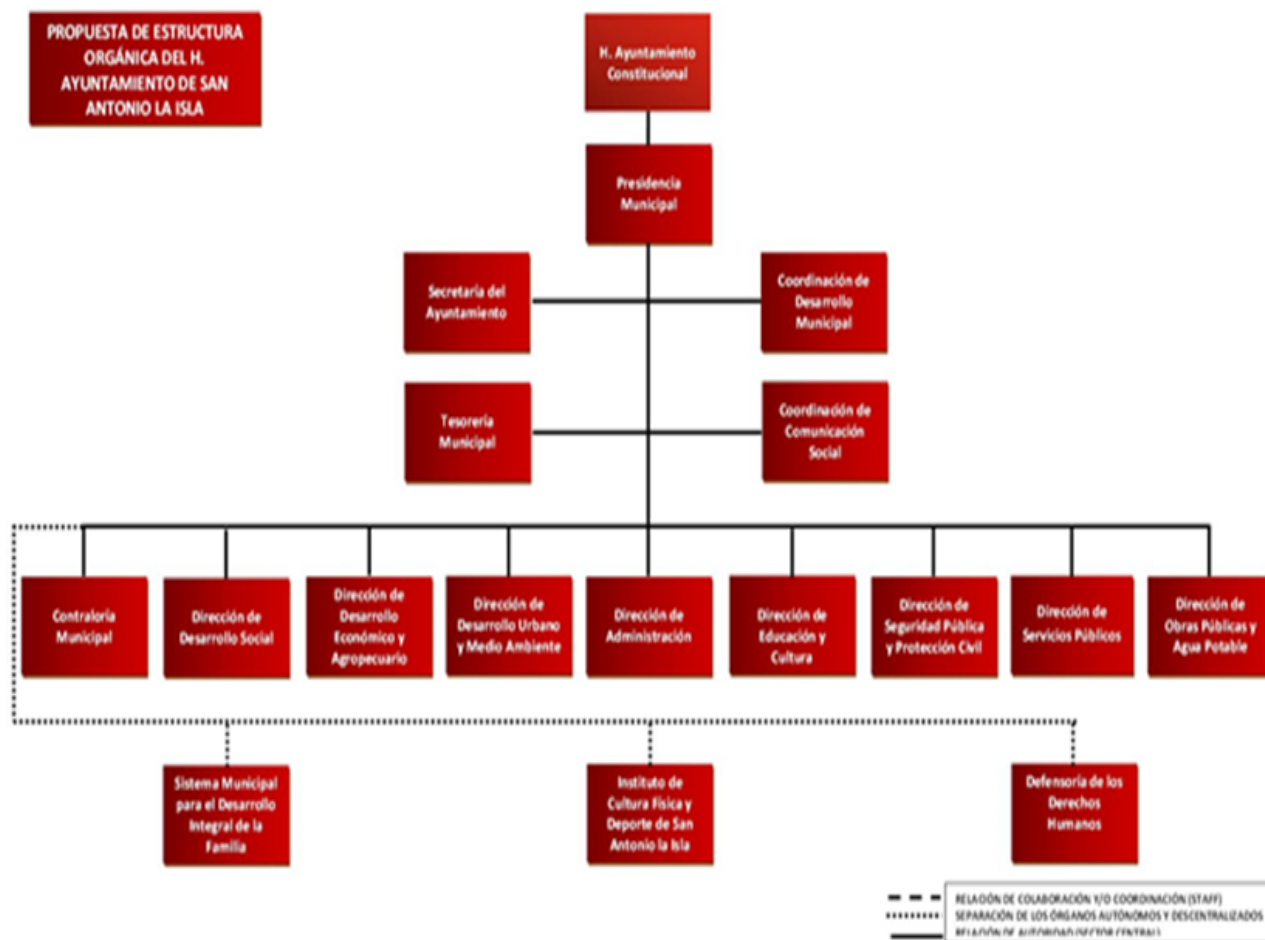 PROPUESTA DE ESTRUCTURA
ORGÁNICA DEL H.
AYUNTAMIENTO DE SAN
ANTONIO LA ISLA
H. Ayuntamiento
Constitucional
Presidencia
Municipal
Secretaría del
Ayuntamiento
Coordinación de
Desarrollo
Municipal
Tesorería
Municipal
Coordinación de
Comunicación
Social
Contraloría
Municipal
Dirección de
Desarrollo Social
Dirección de
Desarrollo
Económico y
Agropecuario
Dirección de
Desarrollo Urbano
y Medio Ambiente
Dirección de
Administración
Dirección de
Educación y
Cultura
Dirección de
Seguridad Pública
y Protección Civil
Dirección de
Servicios Públicos
Dirección de
Obras Públicas y
Agua Potable
Sistema Municipal
para el Desarrollo
Integral de la
Familia
Instituto de
Cultura Física y
Deporte de San
Antonio la Isla
Defensoría de los
Derechos
Humanos
RELACIÓN DE COLABORACIÓN Y/O COORDINACIÓN (STAFF)
SEPARACIÓN DE LOS ÓRGANOS AUTÓNOMOS Y DESCENTRALIZADOS
RELACIÓN DE AUTORIDAD (SECTOR CENTRAL)